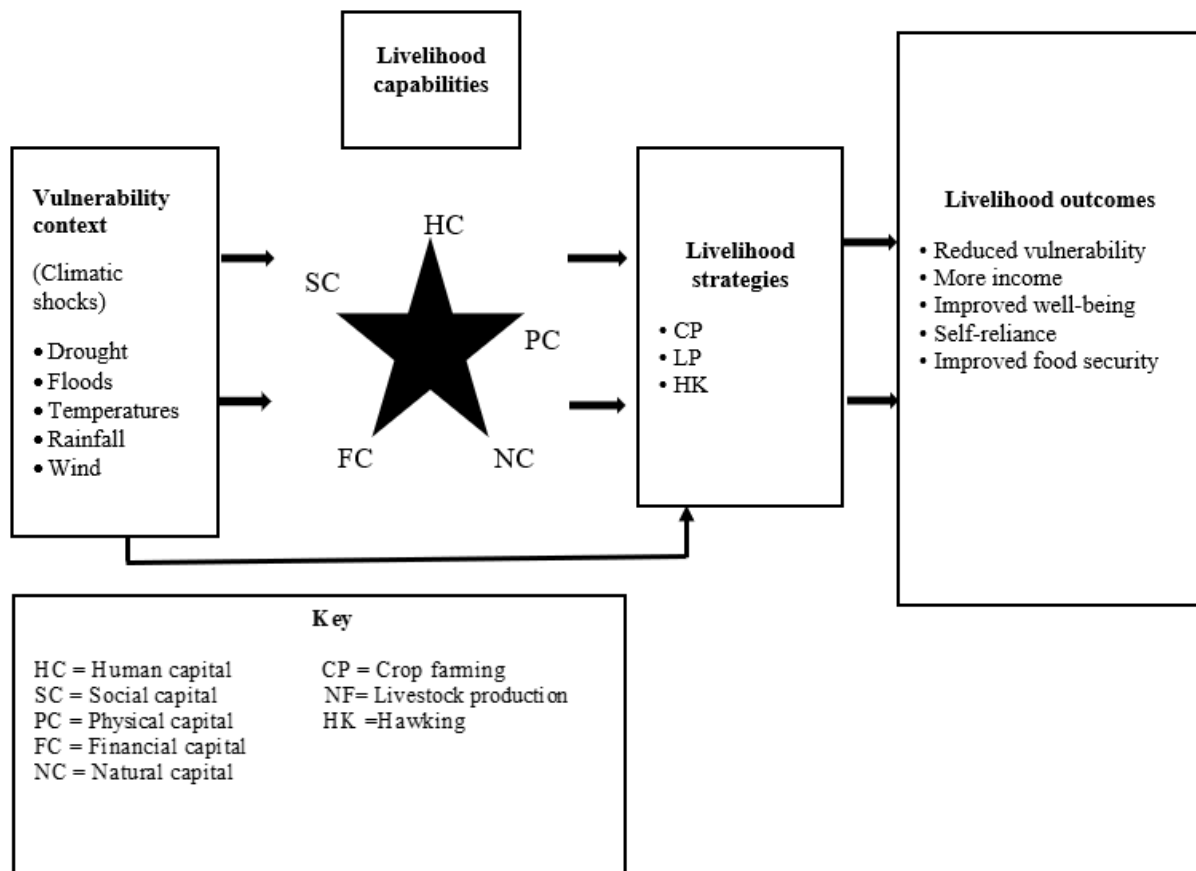 Livelihood
capabilities
Vulnerability
context
(Climatic
shocks)
• Drought
• Floods
• Temperatures
• Rainfall
• Wind
HC
SC
PC
FC
NC
Livelihood
strategies
• CP
• LP
• HK
Livelihood outcomes
• Reduced vulnerability
• More income
• Improved well-being
• Self-reliance
• Improved food security
Key
HC = Human capital
SC = Social capital
PC = Physical capital
FC = Financial capital
NC = Natural capital
CP = Crop farming
NF= Livestock production
HK =Hawking